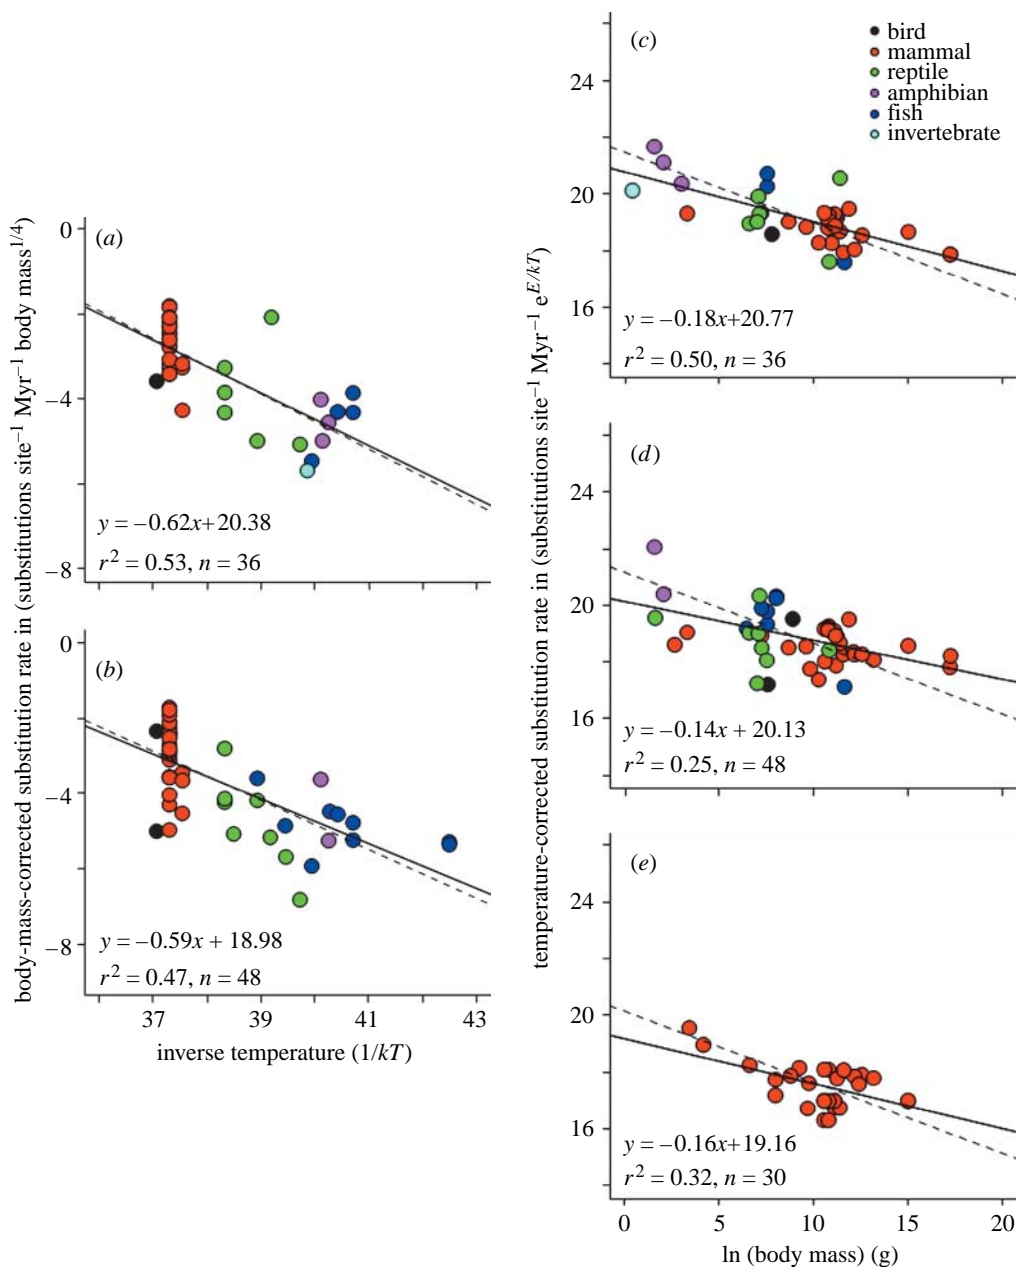 body-mass-corrected substitution rate in (substitutions site⁻¹ Myr⁻¹ body mass¹/⁴)
(a)
0
−4
−8
y = −0.62x+20.38
r² = 0.53, n = 36
(b)
0
−4
−8
y = −0.59x + 18.98
r² = 0.47, n = 48
37 39 41 43
inverse temperature (1/kT)
temperature-corrected substitution rate in (substitutions site⁻¹ Myr⁻¹ e^E/kT)
(c)
bird
mammal
reptile
amphibian
fish
invertebrate
24
20
16
y = −0.18x+20.77
r² = 0.50, n = 36
(d)
24
20
16
y = −0.14x + 20.13
r² = 0.25, n = 48
(e)
24
20
16
y = −0.16x+19.16
r² = 0.32, n = 30
0 5 10 15 20
ln (body mass) (g)